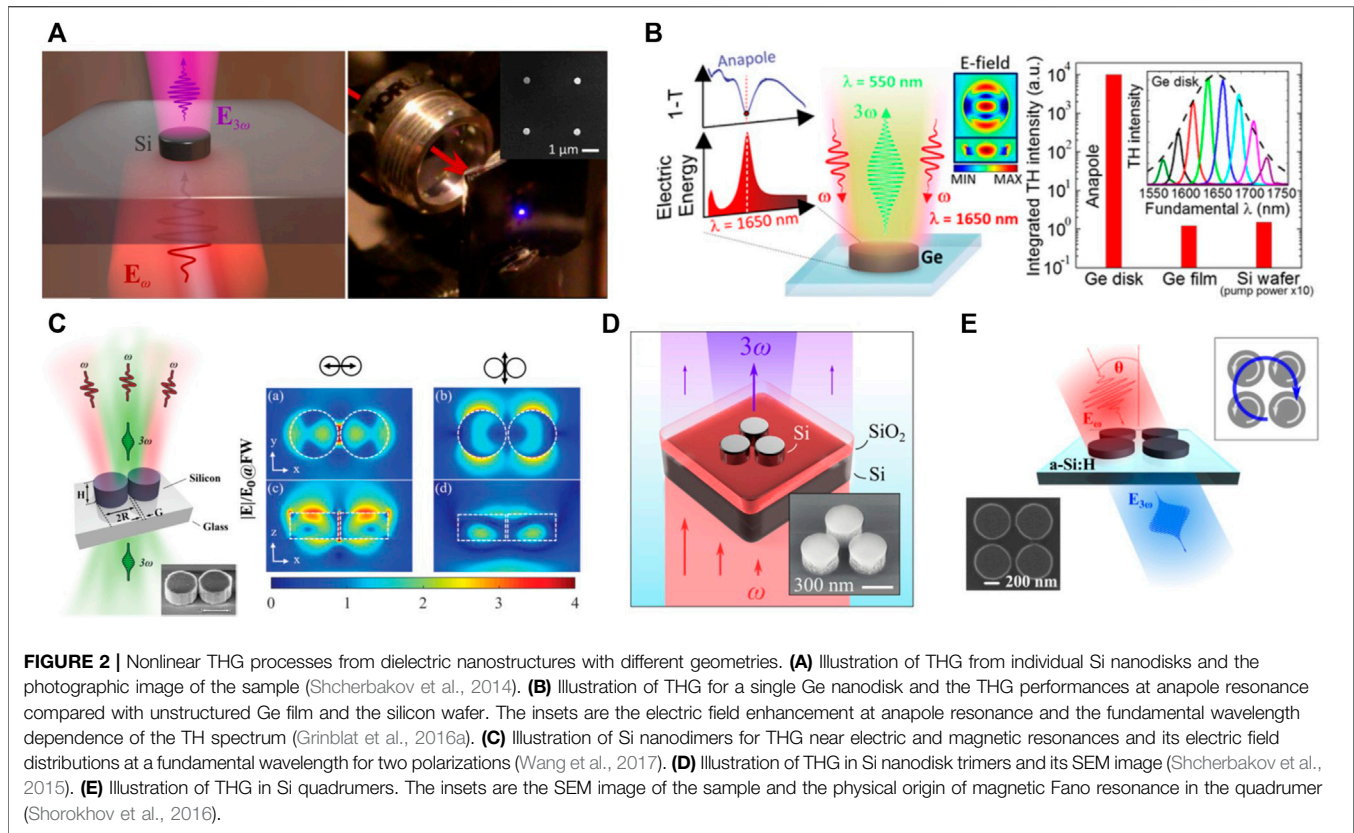 A
E3ω
Si
Eω
HOR
1 μm
B
Anapole
1-T
Electric
Energy
λ = 1650 nm
λ = 550 nm
3ω
ω
ω
λ = 1650 nm
Ge
E-field
MIN MAX
Integrated TH intensity (a.u.)
10^4
10^3
10^2
10^1
10^0
10^-1
Anapole
Ge disk
TH intensity
1550 1600 1650 1700 1750
Fundamental λ (nm)
Ge disk Ge film Si wafer
(pump power x10)
C
ω ω ω
3ω
Silicon
H
2R
G
Glass
3ω
|E|/E0@FW
(a) (b)
y
x
(c) (d)
z
x
0 1 2 3 4
D
3ω
Si
SiO2
Si
300 nm
ω
E
θ
Eω
a-Si:H
E3ω
200 nm
FIGURE 2 | Nonlinear THG processes from dielectric nanostructures with different geometries. (A) Illustration of THG from individual Si nanodisks and the
photographic image of the sample (Shcherbakov et al., 2014). (B) Illustration of THG for a single Ge nanodisk and the THG performances at anapole resonance
compared with unstructured Ge film and the silicon wafer. The insets are the electric field enhancement at anapole resonance and the fundamental wavelength
dependence of the TH spectrum (Grinblat et al., 2016a). (C) Illustration of Si nanodimers for THG near electric and magnetic resonances and its electric field
distributions at a fundamental wavelength for two polarizations (Wang et al., 2017). (D) Illustration of THG in Si nanodisk trimers and its SEM image (Shcherbakov et al.,
2015). (E) Illustration of THG in Si quadrumers. The insets are the SEM image of the sample and the physical origin of magnetic Fano resonance in the quadrumer
(Shorokhov et al., 2016).